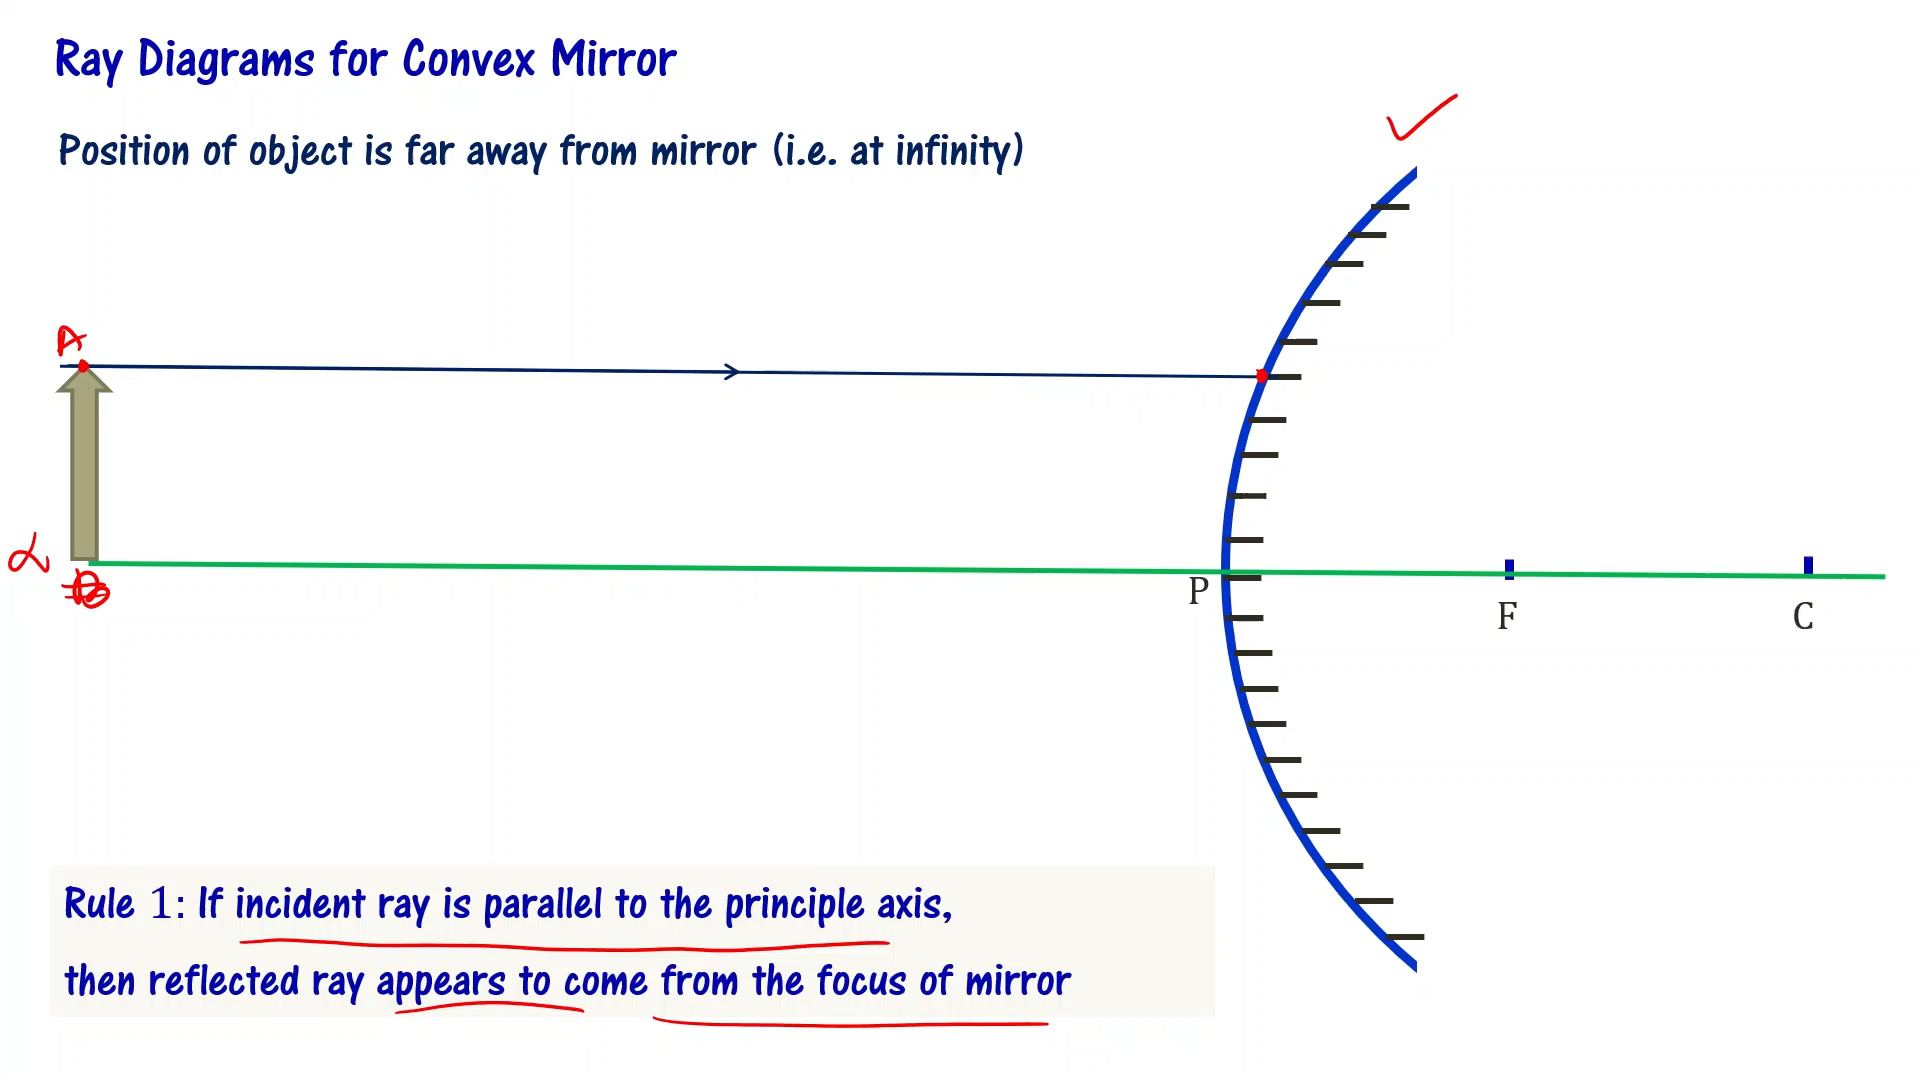 Ray Diagrams for Convex Mirror
Position of object is far away from mirror (i.e. at infinity)
A
P
F
C
Rule 1: If incident ray is parallel to the principle axis,
then reflected ray appears to come from the focus of mirror